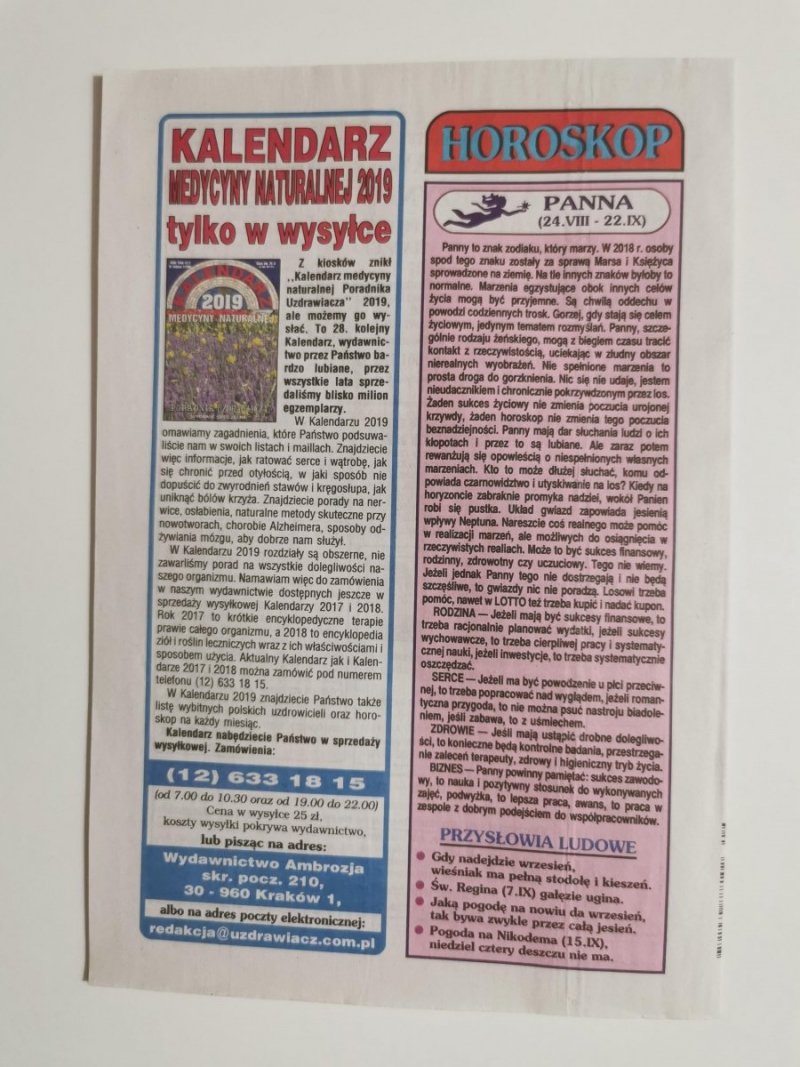 KALENDARZ
MEDYCYNY NATURALNEJ 2019
tylko w wysyłce
KALENDARZ
2019
MEDYCYNY NATURALNEJ
Z kiosków znikł
„Kalendarz medycyny
naturalnej Poradnika
Uzdrawiacza” 2019,
ale możemy go wy-
słać. To 28. kolejny
Kalendarz, wydawnic-
two przez Państwo ba-
rdzo lubiane, przez
wszystkie lata sprze-
daliśmy blisko milion
egzemplarzy.
W Kalendarzu 2019
omawiamy zagadnienia, które Państwo podsuwa-
liście nam w swoich listach i maillach. Znajdziecie
więc informacje, jak ratować serce i wątrobę, jak
się chronić przed otyłością, w jaki sposób nie
dopuścić do zwyrodnień stawów i kręgosłupa, jak
uniknąć bólów krzyża. Znajdziecie porady na ner-
wice, osłabienia, naturalne metody skuteczne przy
nowotworach, chorobie Alzheimera, sposoby od-
żywiania mózgu, aby dobrze nam służył.
W Kalendarzu 2019 rozdziały są obszerne, nie
zawarliśmy porad na wszystkie dolegliwości na-
szego organizmu. Namawiam więc do zamówienia
w naszym wydawnictwie dostępnych jeszcze w
sprzedaży wysyłkowej Kalendarzy 2017 i 2018.
Rok 2017 to krótkie encyklopedyczne terapie
prawie całego organizmu, a 2018 to encyklopedia
ziół i roślin leczniczych wraz z ich właściwościami i
sposobem użycia. Aktualny Kalendarz jak i Kalen-
darze 2017 i 2018 można zamówić pod numerem
telefonu (12) 633 18 15.
W Kalendarzu 2019 znajdziecie Państwo także
listę wybitnych polskich uzdrowicieli oraz horo-
skop na każdy miesiąc.
Kalendarz nabędziecie Państwo w sprzedaży
wysyłkowej. Zamówienia:
(12) 633 18 15
(od 7.00 do 10.30 oraz od 19.00 do 22.00)
Cena w wysyłce 25 zł,
koszty wysyłki pokrywa wydawnictwo,
lub pisząc na adres:
Wydawnictwo Ambrozja
skr. pocz. 210,
30 - 960 Kraków 1,
albo na adres poczty elektronicznej:
redakcja@uzdrawiacz.com.pl
HOROSKOP
PANNA
(24.VIII - 22.IX)
Panny to znak zodiaku, który marzy. W 2018 r. osoby
spod tego znaku zostały za sprawą Marsa i Księżyca
sprowadzone na ziemię. Na tle innych znaków byłoby to
normalne. Marzenia egzystujące obok innych celów
życia mogą być przyjemne. Są chwilą oddechu w
powodzi codziennych trosk. Gorzej, gdy stają się celem
życiowym, jedynym tematem rozmyślań. Panny, szcze-
gólnie rodzaju żeńskiego, mogą z biegiem czasu tracić
kontakt z rzeczywistością, uciekając w złudny obszar
nierealnych wyobrażeń. Nie spełnione marzenia to
prosta droga do gorzknienia. Nic się nie udaje, jestem
nieudacznikiem i chronicznie pokrzywdzonym przez los.
Żaden sukces życiowy nie zmienia poczucia urojonej
krzywdy, żaden horoskop nie zmienia tego poczucia
beznadziejności. Panny mają dar słuchania ludzi o ich
kłopotach i przez to są lubiane. Ale zaraz potem
rewanżują się opowieścią o niespełnionych własnych
marzeniach. Kto to może dłużej słuchać, komu od-
powiada czarnowidztwo i utyskiwanie na los? Kiedy na
horyzoncie zabraknie promyka nadziei, wokół Panien
robi się pustka. Układ gwiazd zapowiada jesienią
wpływy Neptuna. Nareszcie coś realnego może pomóc
w realizacji marzeń, ale możliwych do osiągnięcia w
rzeczywistych realiach. Może to być sukces finansowy,
rodzinny, zdrowotny czy uczuciowy. Tego nie wiemy.
Jeżeli jednak Panny tego nie dostrzegają i nie będą
szczęśliwe, to gwiazdy nic nie poradzą. Losowi trzeba
pomóc, nawet w LOTTO też trzeba kupić i nadać kupon.
RODZINA — Jeżeli mają być sukcesy finansowe, to
trzeba racjonalnie planować wydatki, jeżeli sukcesy
wychowawcze, to trzeba cierpliwej pracy i systematy-
cznej nauki, jeżeli inwestycje, to trzeba systematycznie
oszczędzać.
SERCE — Jeżeli ma być powodzenie u płci przeciw-
nej, to trzeba popracować nad wyglądem, jeżeli roman-
tyczna przygoda, to nie można psuć nastroju biadole-
niem, jeśli zabawa, to z uśmiechem.
ZDROWIE — Jeśli mają ustąpić drobne dolegliwo-
ści, to konieczne będą kontrolne badania, przestrzega-
nie zaleceń terapeuty, zdrowy i higieniczny tryb życia.
BIZNES — Panny powinny pamiętać: sukces zawodo-
wy, to nauka i pozytywny stosunek do wykonywanych
zajęć, podwyżka, to lepsza praca, awans, to praca w
zespole z dobrym podejściem do współpracowników.
PRZYSŁOWIA LUDOWE
● Gdy nadejdzie wrzesień,
wieśniak ma pełną stodołę i kieszeń.
● Św. Regina (7.IX) gałęzie ugina.
● Jaką pogodę na nowiu da wrzesień,
tak bywa zwykle przez całą jesień.
● Pogoda na Nikodema (15.IX),
niedziel cztery deszczu nie ma.